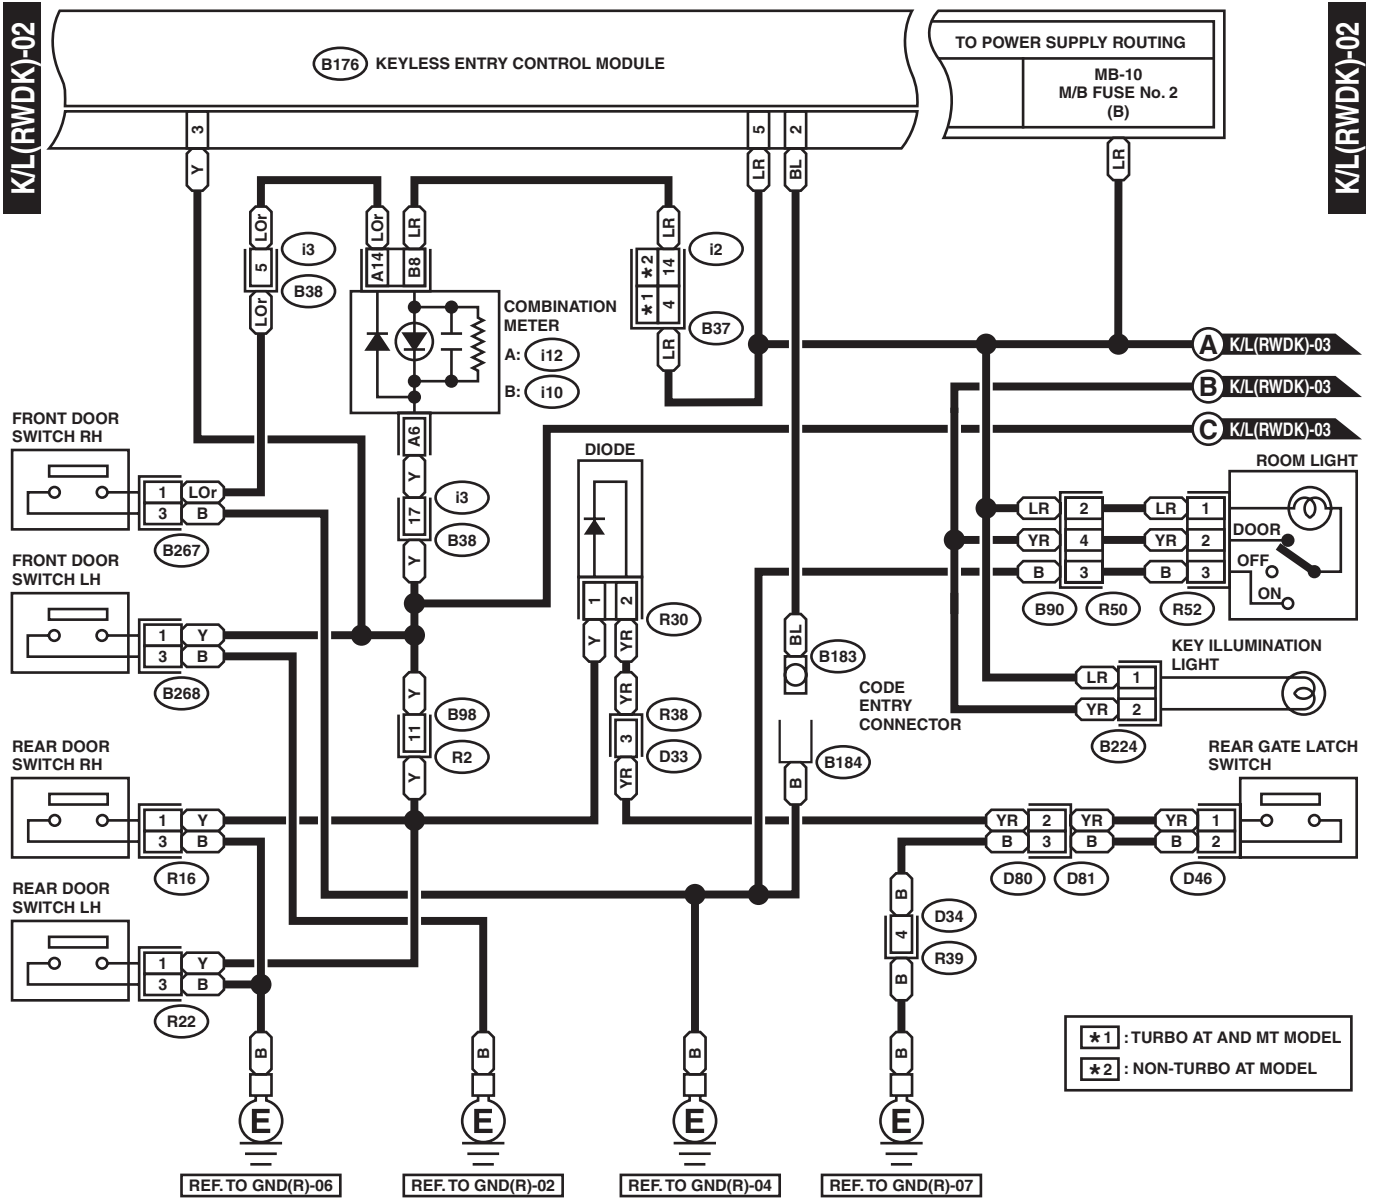 K/L(RWDK)-02
K/L(RWDK)-02
B176 KEYLESS ENTRY CONTROL MODULE
TO POWER SUPPLY ROUTING
MB-10
M/B FUSE No. 2
(B)
3
5
2
Y
LR
BL
LR
LOr
LOr
LR
LR
5
i3
A14
B8
*2
14
i2
B38
*1
4
LOr
COMBINATION
METER
A: i12
B: i10
B37
LR
A K/L(RWDK)-03
B K/L(RWDK)-03
C K/L(RWDK)-03
FRONT DOOR
SWITCH RH
1 LOr
3 B
B267
A6
Y
17
i3
B38
Y
DIODE
1
2
R30
Y
YR
ROOM LIGHT
LR 2 LR 1
YR 4 YR 2
B 3 B 3
DOOR
OFF
ON
B90
R50
R52
FRONT DOOR
SWITCH LH
1 Y
3 B
B268
BL
B183
CODE
ENTRY
CONNECTOR
B184
B
KEY ILLUMINATION
LIGHT
LR 1
YR 2
B224
Y
11
B98
R2
Y
YR
3
R38
D33
YR
REAR DOOR
SWITCH RH
1 Y
3 B
R16
REAR GATE LATCH
SWITCH
YR 2 YR YR 1
B 3 B B 2
D80
D81
D46
REAR DOOR
SWITCH LH
1 Y
3 B
R22
B
4
D34
R39
B
*1 : TURBO AT AND MT MODEL
*2 : NON-TURBO AT MODEL
B
B
B
B
E
E
E
E
REF. TO GND(R)-06
REF. TO GND(R)-02
REF. TO GND(R)-04
REF. TO GND(R)-07